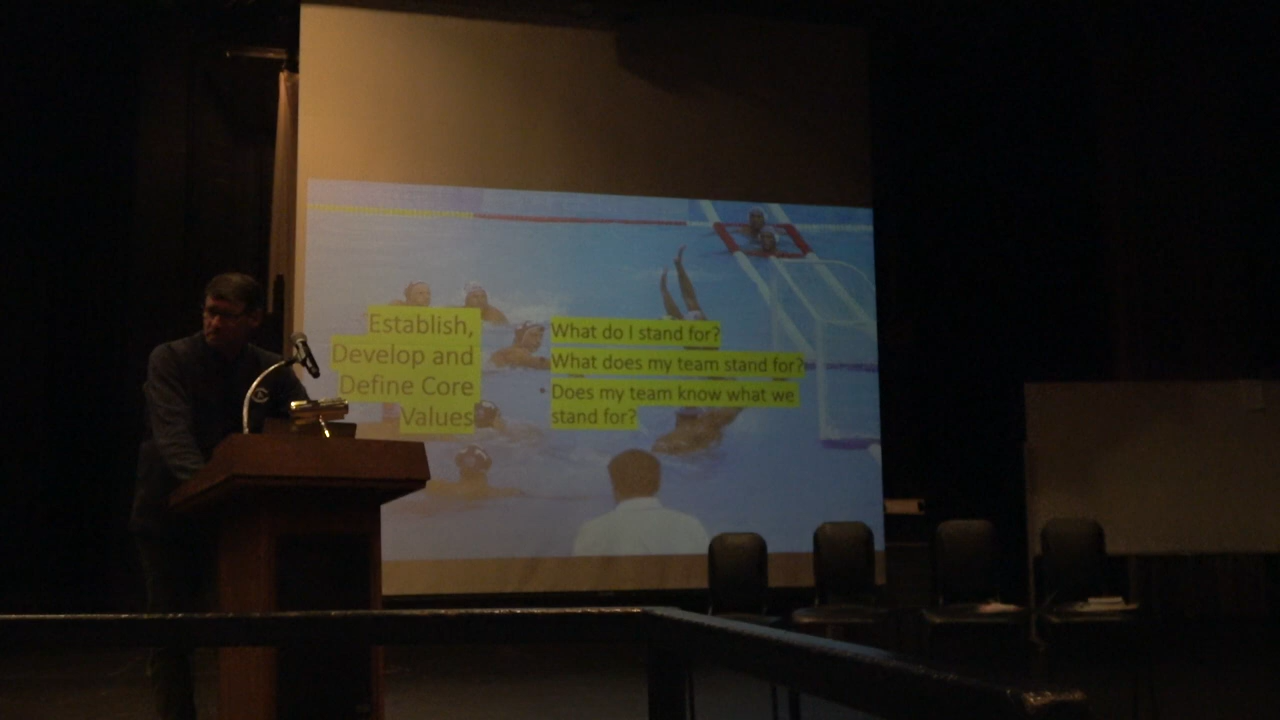 Establish,
Develop and
Define Core
Values
What do I stand for?
What does my team stand for?
Does my team know what we
stand for?